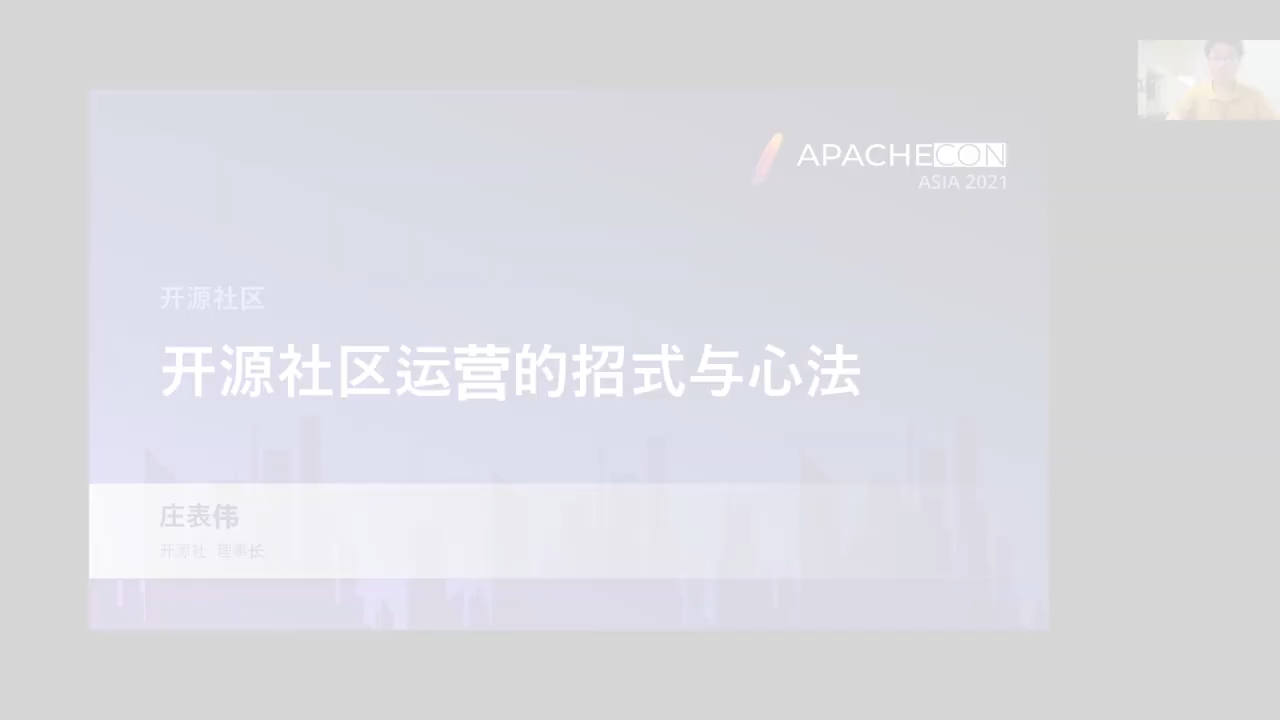 APACHECON
ASIA 2021
开源社区
开源社区运营的招式与心法
庄表伟
开源社 理事长